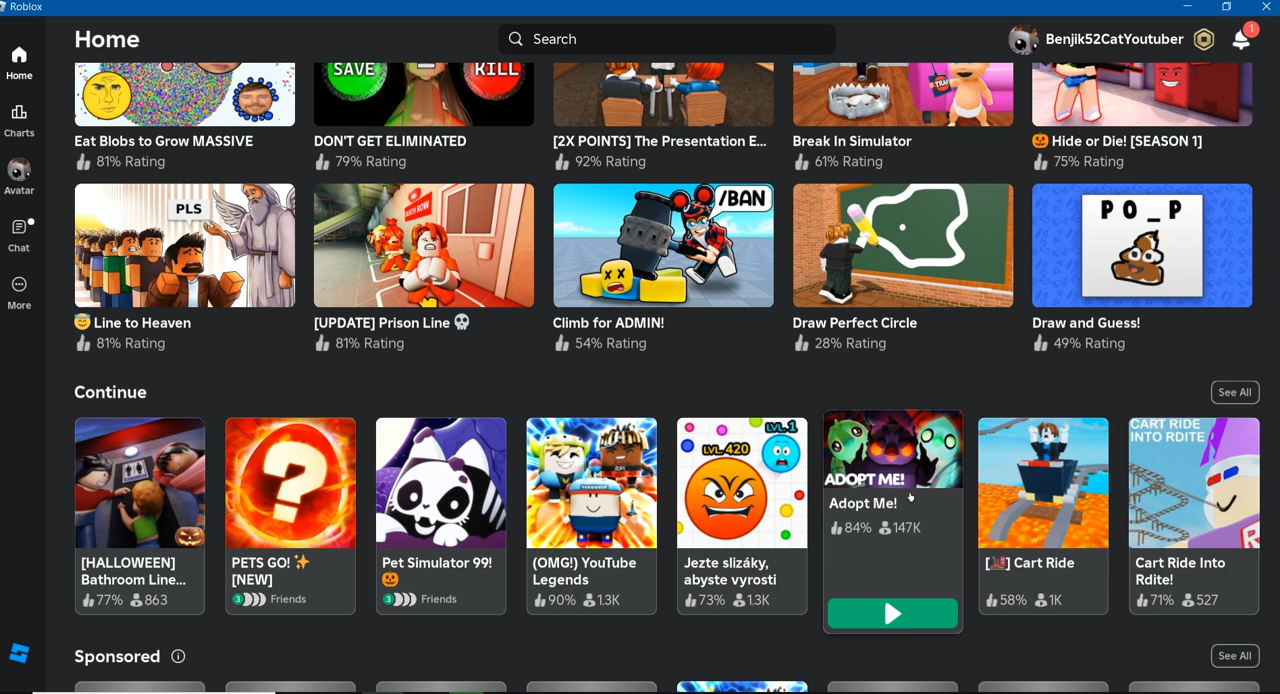 Roblox
Home
Search
Benjik52CatYoutuber
1
Home
Charts
Avatar
Chat
More
SAVE
KILL
TRAP
Eat Blobs to Grow MASSIVE
DON'T GET ELIMINATED
[2X POINTS] The Presentation E...
Break In Simulator
🎃 Hide or Die! [SEASON 1]
81% Rating
79% Rating
92% Rating
61% Rating
75% Rating
PLS
DEATH ROW
/BAN
P O _ P
😇 Line to Heaven
[UPDATE] Prison Line 💀
Climb for ADMIN!
Draw Perfect Circle
Draw and Guess!
81% Rating
81% Rating
54% Rating
28% Rating
49% Rating
Continue
See All
?
LVL. 420
LVL. 1
ADOPT ME!
CART RIDE
INTO RDITE!
[HALLOWEEN]
Bathroom Line...
77% 863
PETS GO! ✨
[NEW]
3 Friends
Pet Simulator 99!
🎃
3 Friends
(OMG!) YouTube
Legends
90% 1.3K
Jezte slizáky,
abyste vyrostli
73% 1.3K
Adopt Me!
84% 147K
[🎢] Cart Ride
58% 1K
Cart Ride Into
Rdite!
71% 527
Sponsored
See All